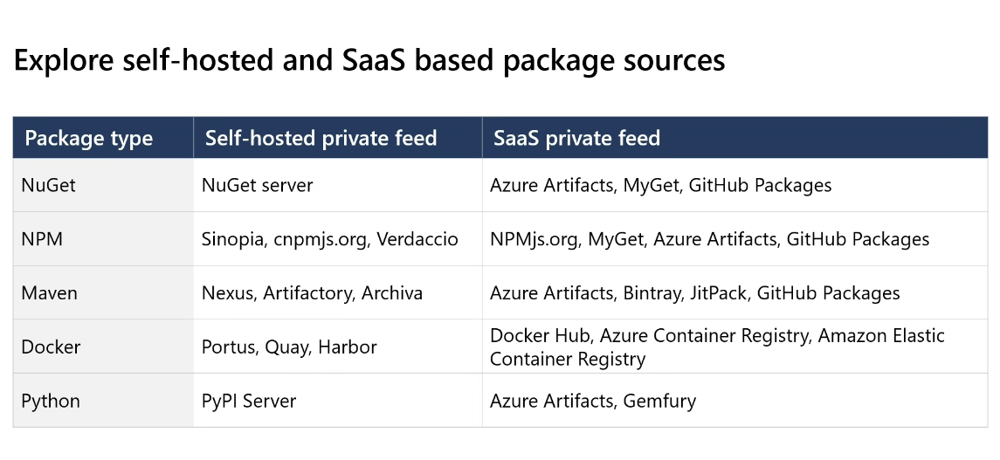 Explore self-hosted and SaaS based package sources
Package type Self-hosted private feed SaaS private feed
NuGet NuGet server Azure Artifacts, MyGet, GitHub Packages
NPM Sinopia, cnpmjs.org, Verdaccio NPMjs.org, MyGet, Azure Artifacts, GitHub Packages
Maven Nexus, Artifactory, Archiva Azure Artifacts, Bintray, JitPack, GitHub Packages
Docker Portus, Quay, Harbor Docker Hub, Azure Container Registry, Amazon Elastic
Container Registry
Python PyPI Server Azure Artifacts, Gemfury